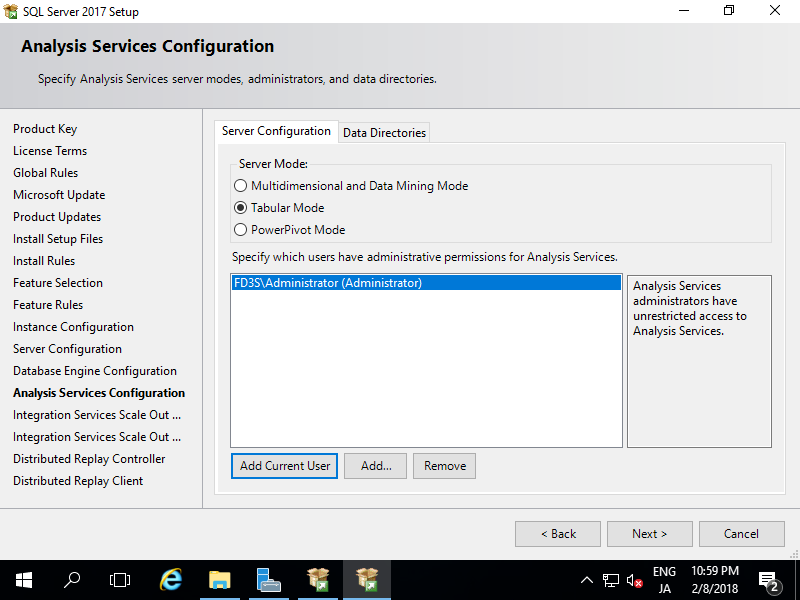 SQL Server 2017 Setup
Analysis Services Configuration
Specify Analysis Services server modes, administrators, and data directories.
Product Key
License Terms
Global Rules
Microsoft Update
Product Updates
Install Setup Files
Install Rules
Feature Selection
Feature Rules
Instance Configuration
Server Configuration
Database Engine Configuration
Analysis Services Configuration
Integration Services Scale Out ...
Integration Services Scale Out ...
Distributed Replay Controller
Distributed Replay Client
Server Configuration
Data Directories
Server Mode:
Multidimensional and Data Mining Mode
Tabular Mode
PowerPivot Mode
Specify which users have administrative permissions for Analysis Services.
FD3S\Administrator (Administrator)
Analysis Services
administrators have
unrestricted access to
Analysis Services.
Add Current User
Add...
Remove
< Back
Next >
Cancel
ENG
JA
10:59 PM
2/8/2018
2